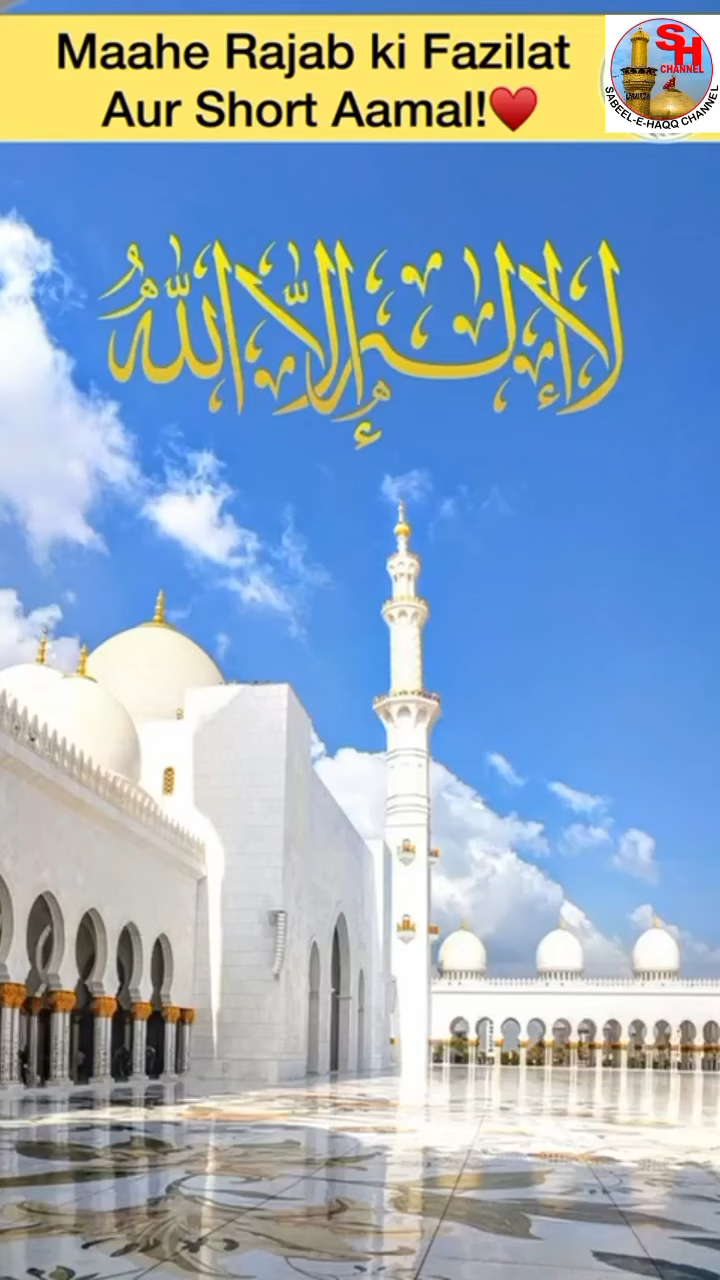 Maahe Rajab ki Fazilat
Aur Short Aamal!♥️
SH
CHANNEL
SABEEL-E-HAQQ CHANNEL
لا إله إلا الله